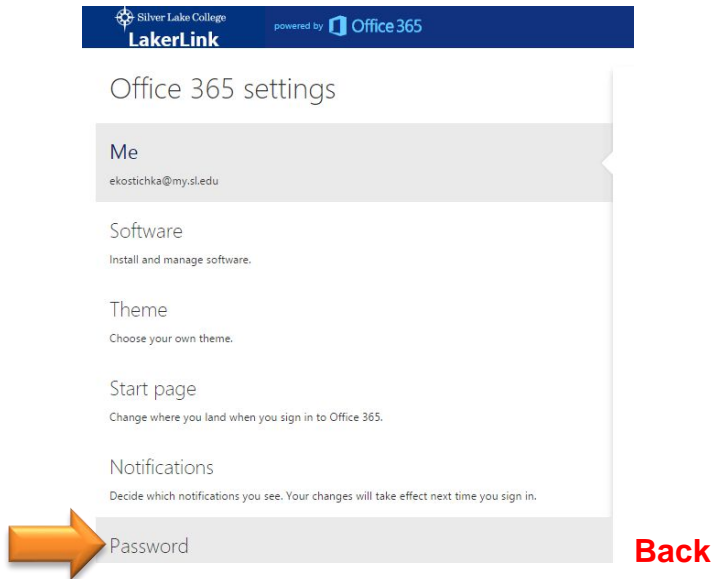 Silver Lake College
LakerLink
powered by Office 365
Office 365 settings
Me
ekostichka@my.sl.edu
Software
Install and manage software.
Theme
Choose your own theme.
Start page
Change where you land when you sign in to Office 365.
Notifications
Decide which notifications you see. Your changes will take effect next time you sign in.
Password
Back